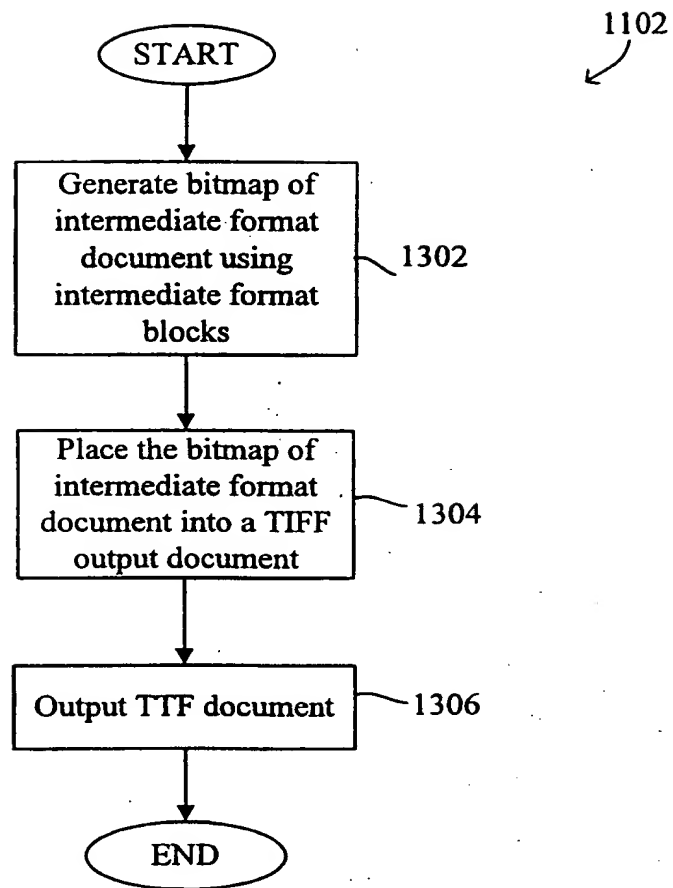 1102
START
Generate bitmap of
intermediate format
document using
intermediate format
blocks
1302
Place the bitmap of
intermediate format
document into a TIFF
output document
1304
Output TTF document
1306
END